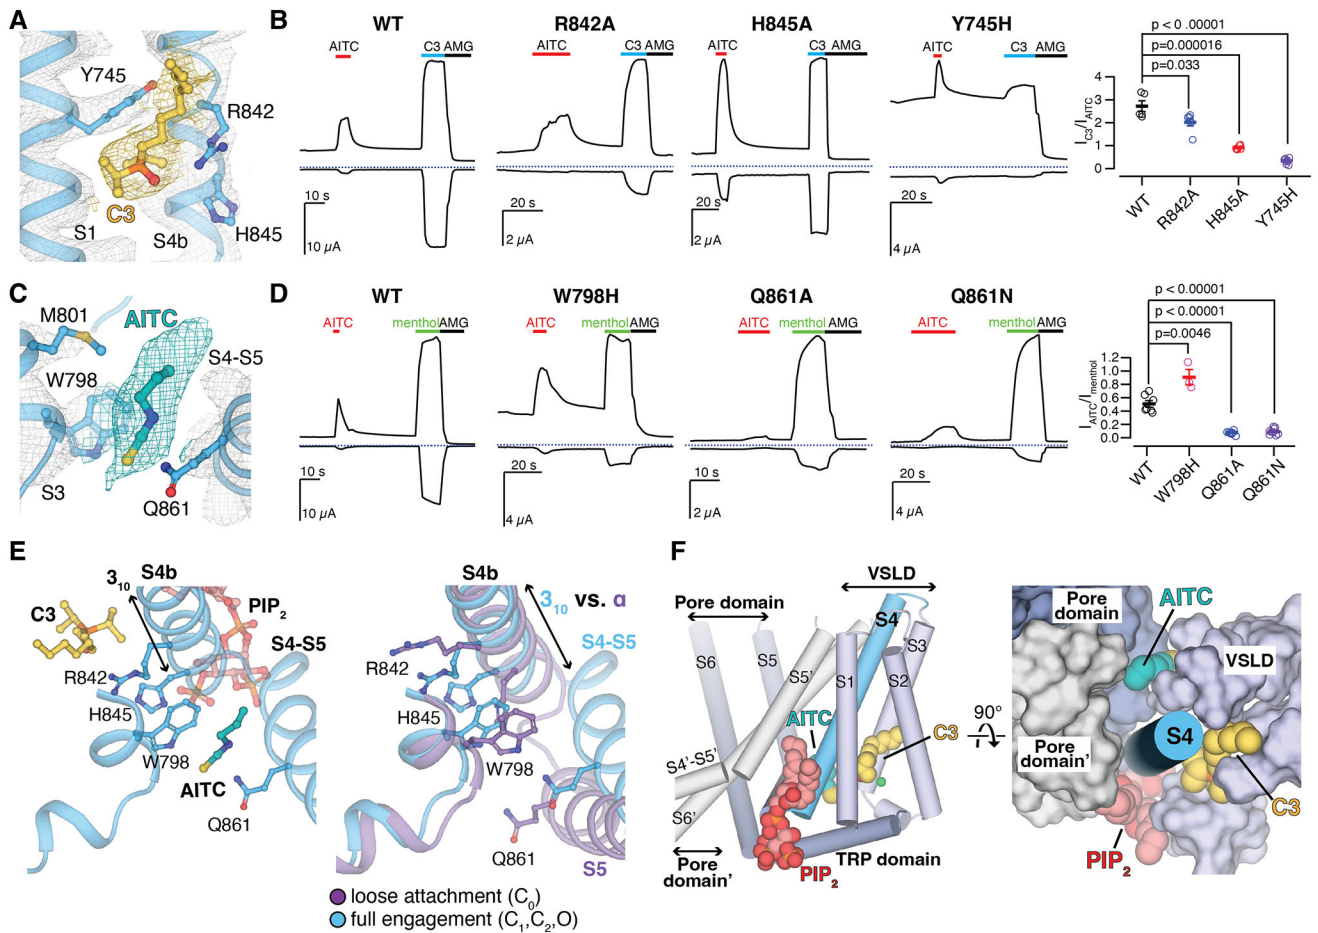 A
Y745
R842
C3
S1
S4b
H845
B
WT
R842A
H845A
Y745H
AITC
C3 AMG
AITC
C3 AMG
AITC
C3 AMG
AITC
C3 AMG
10 s
10 µA
20 s
2 µA
20 s
2 µA
20 s
4 µA
p < 0 .00001
p=0.000016
p=0.033
I_C3/I_AITC
4
3
2
1
0
WT
R842A
H845A
Y745H
C
M801
AITC
W798
S4-S5
S3
Q861
D
WT
W798H
Q861A
Q861N
AITC
menthol AMG
AITC
menthol AMG
AITC
menthol AMG
AITC
menthol AMG
10 s
10 µA
20 s
4 µA
10 s
2 µA
20 s
4 µA
p < 0.00001
p < 0.00001
p=0.0046
I_AITC/I_menthol
1.2
1.0
0.8
0.6
0.4
0.2
0.0
WT
W798H
Q861A
Q861N
E
3₁₀
S4b
C3
PIP₂
S4-S5
R842
H845
W798
AITC
Q861
S4b
3₁₀ vs. α
S4-S5
R842
H845
W798
Q861
S5
loose attachment (C₀)
full engagement (C₁,C₂,O)
F
VSLD
Pore domain
S4
S6
S5
S5'
S1
S3
S2
AITC
C3
S4'-S5'
S6'
Pore
domain'
TRP domain
PIP₂
90°
Pore
domain
AITC
VSLD
S4
Pore
domain'
C3
PIP₂